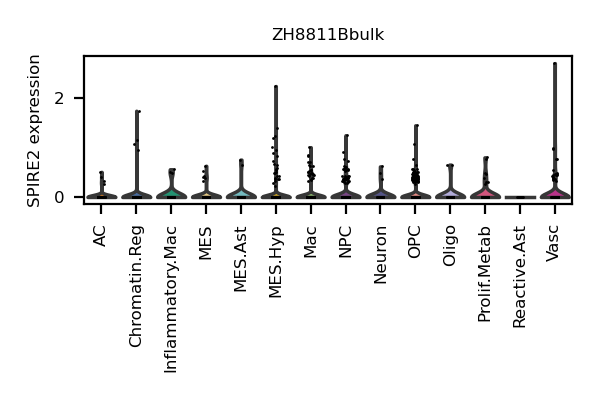 ZH8811Bbulk
SPIRE2 expression
2
0
AC
Chromatin.Reg
Inflammatory.Mac
MES
MES.Ast
MES.Hyp
Mac
NPC
Neuron
OPC
Oligo
Prolif.Metab
Reactive.Ast
Vasc